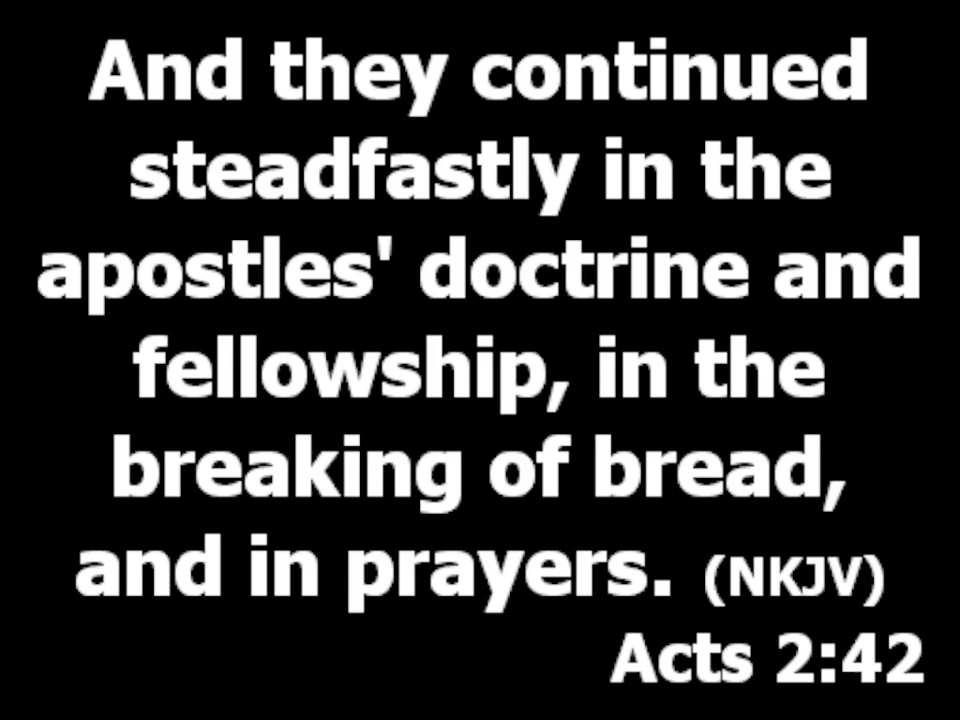 And they continued
steadfastly in the
apostles' doctrine and
fellowship, in the
breaking of bread,
and in prayers. (NKJV)
Acts 2:42